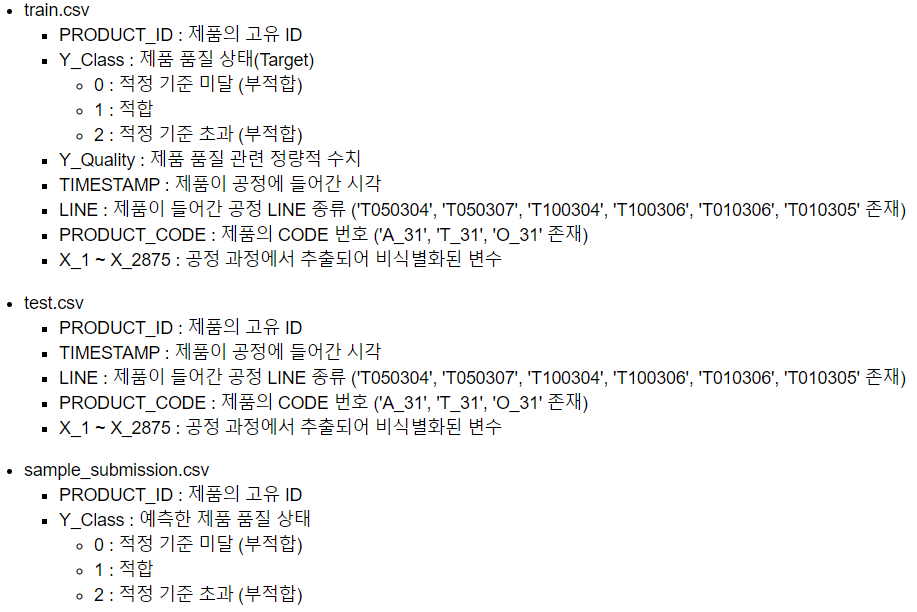 train.csv
PRODUCT_ID : 제품의 고유 ID
Y_Class : 제품 품질 상태(Target)
0 : 적정 기준 미달 (부적합)
1 : 적합
2 : 적정 기준 초과 (부적합)
Y_Quality : 제품 품질 관련 정량적 수치
TIMESTAMP : 제품이 공정에 들어간 시각
LINE : 제품이 들어간 공정 LINE 종류 ('T050304', 'T050307', 'T100304', 'T100306', 'T010306', 'T010305' 존재)
PRODUCT_CODE : 제품의 CODE 번호 ('A_31', 'T_31', 'O_31' 존재)
X_1 ~ X_2875 : 공정 과정에서 추출되어 비식별화된 변수
test.csv
PRODUCT_ID : 제품의 고유 ID
TIMESTAMP : 제품이 공정에 들어간 시각
LINE : 제품이 들어간 공정 LINE 종류 ('T050304', 'T050307', 'T100304', 'T100306', 'T010306', 'T010305' 존재)
PRODUCT_CODE : 제품의 CODE 번호 ('A_31', 'T_31', 'O_31' 존재)
X_1 ~ X_2875 : 공정 과정에서 추출되어 비식별화된 변수
sample_submission.csv
PRODUCT_ID : 제품의 고유 ID
Y_Class : 예측한 제품 품질 상태
0 : 적정 기준 미달 (부적합)
1 : 적합
2 : 적정 기준 초과 (부적합)